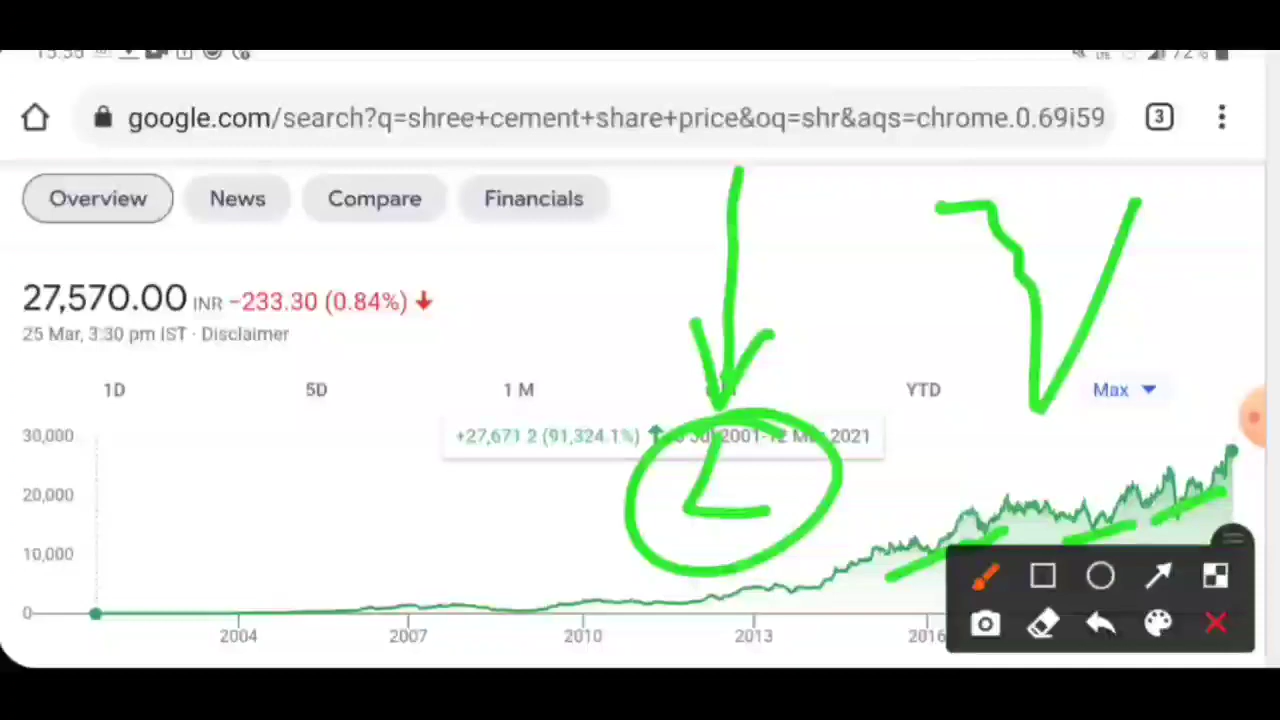 google.com/search?q=shree+cement+share+price&oq=shr&aqs=chrome.0.69i59
3
Overview News Compare Financials
27,570.00 INR −233.30 (0.84%)
25 Mar, 3:30 pm IST · Disclaimer
1D 5D 1 M YTD Max
+27,671.2 (91,324.1%) 2001-12 2021
30,000
20,000
10,000
0
2004 2007 2010 2013 2016
L
V